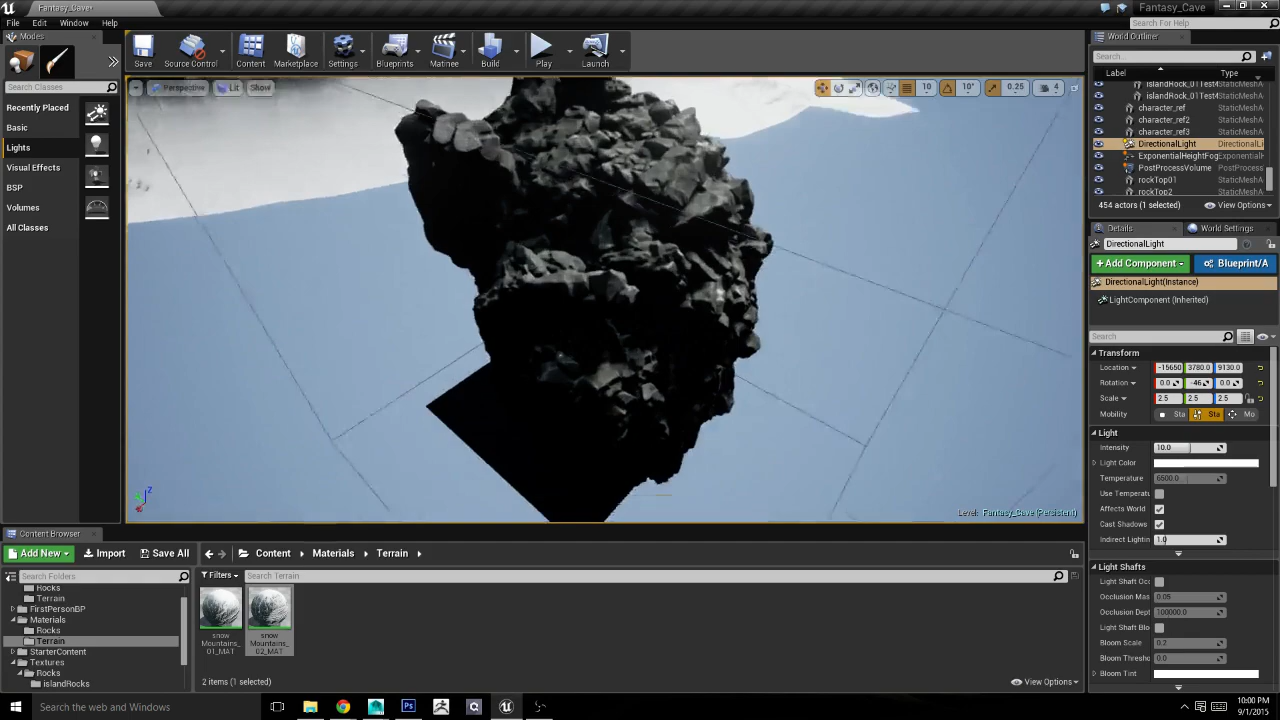 Fantasy_Cave*
Fantasy_Cave
File Edit Window Help
Search For Help
Modes
Search Classes
Recently Placed
Basic
Lights
Visual Effects
BSP
Volumes
All Classes
Save
Source Control
Content
Marketplace
Settings
Blueprints
Matinee
Build
Play
Launch
Perspective Lit Show
10 10° 0.25 4
Level: Fantasy_Cave (Persistent)
Z
World Outliner
Search...
Label Type
islandRock_01Test4 StaticMeshA
islandRock_01Test4 StaticMeshA
character_ref StaticMeshA
character_ref2 StaticMeshA
character_ref3 StaticMeshA
DirectionalLight DirectionalLi
ExponentialHeightFog Exponential
PostProcessVolume PostProcess
rockTop01 StaticMeshA
rockTop2 StaticMeshA
454 actors (1 selected) View Options
Details World Settings
DirectionalLight
+ Add Component Blueprint/A
DirectionalLight(Instance)
LightComponent (Inherited)
Search
Transform
Location -15650 3780.0 9130.0
Rotation 0.0 -46 0.0
Scale 2.5 2.5 2.5
Mobility Sta Sta Mo
Light
Intensity 10.0
Light Color
Temperature 6500.0
Use Temperatu
Affects World
Cast Shadows
Indirect Lightin 1.0
Light Shafts
Light Shaft Occ
Occlusion Mas 0.05
Occlusion Dept 100000.0
Light Shaft Blo
Bloom Scale 0.2
Bloom Thresho 0.0
Bloom Tint
Content Browser
Add New Import Save All Content Materials Terrain
Search Folders
Rocks
Terrain
FirstPersonBP
Materials
Rocks
Terrain
StarterContent
Textures
Rocks
islandRocks
Filters Search Terrain
snow
Mountains_
01_MAT
snow
Mountains_
02_MAT
2 items (1 selected) View Options
Search the web and Windows
10:00 PM
9/1/2015